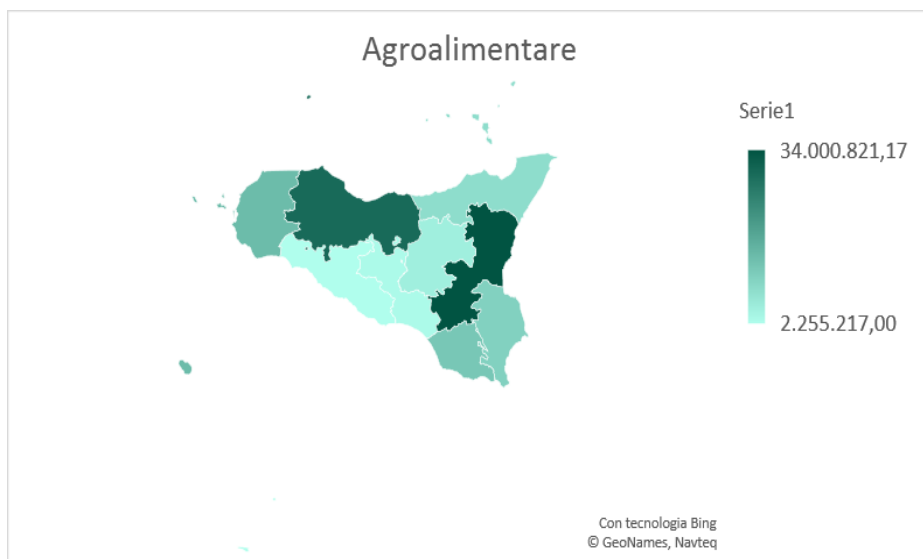 Agroalimentare
Serie1
34.000.821,17
2.255.217,00
Con tecnologia Bing
© GeoNames, Navteq